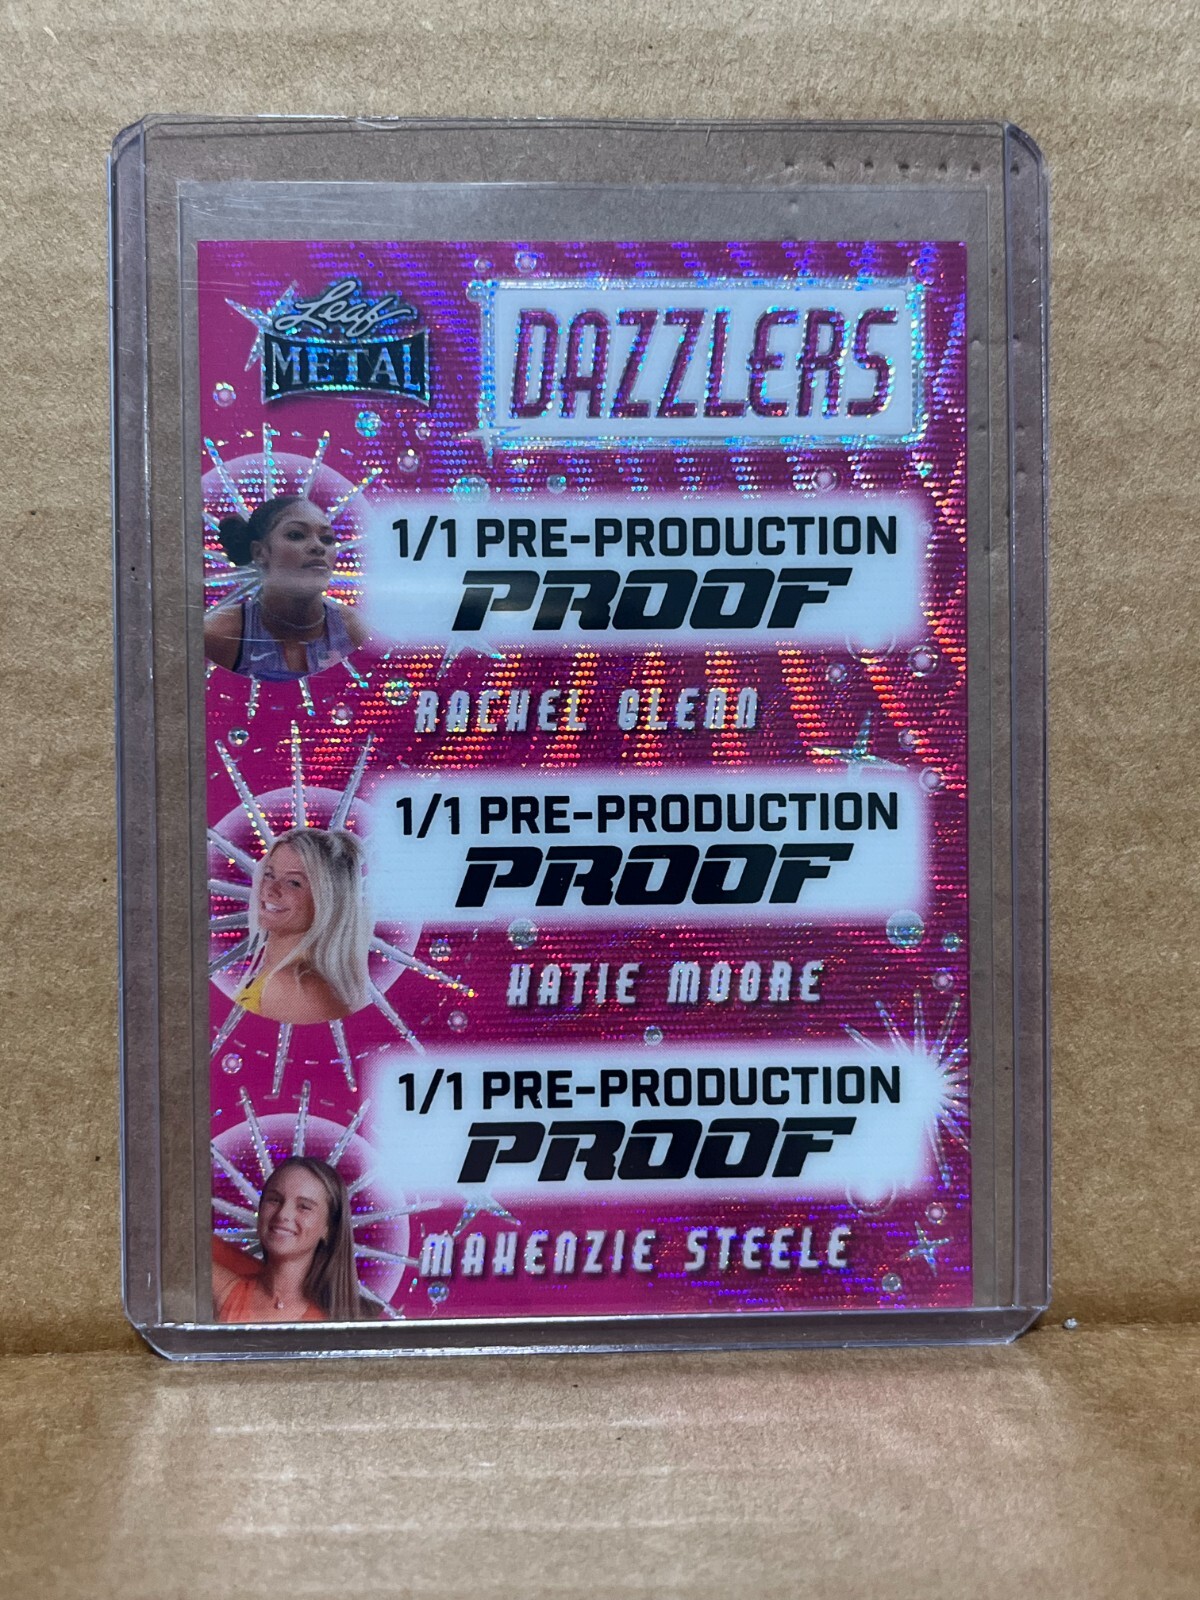 Leaf
METAL
DAZZLERS
1/1 PRE-PRODUCTION
PROOF
RACHEL GLENN
1/1 PRE-PRODUCTION
PROOF
KATIE MOORE
1/1 PRE-PRODUCTION
PROOF
MAKENZIE STEELE